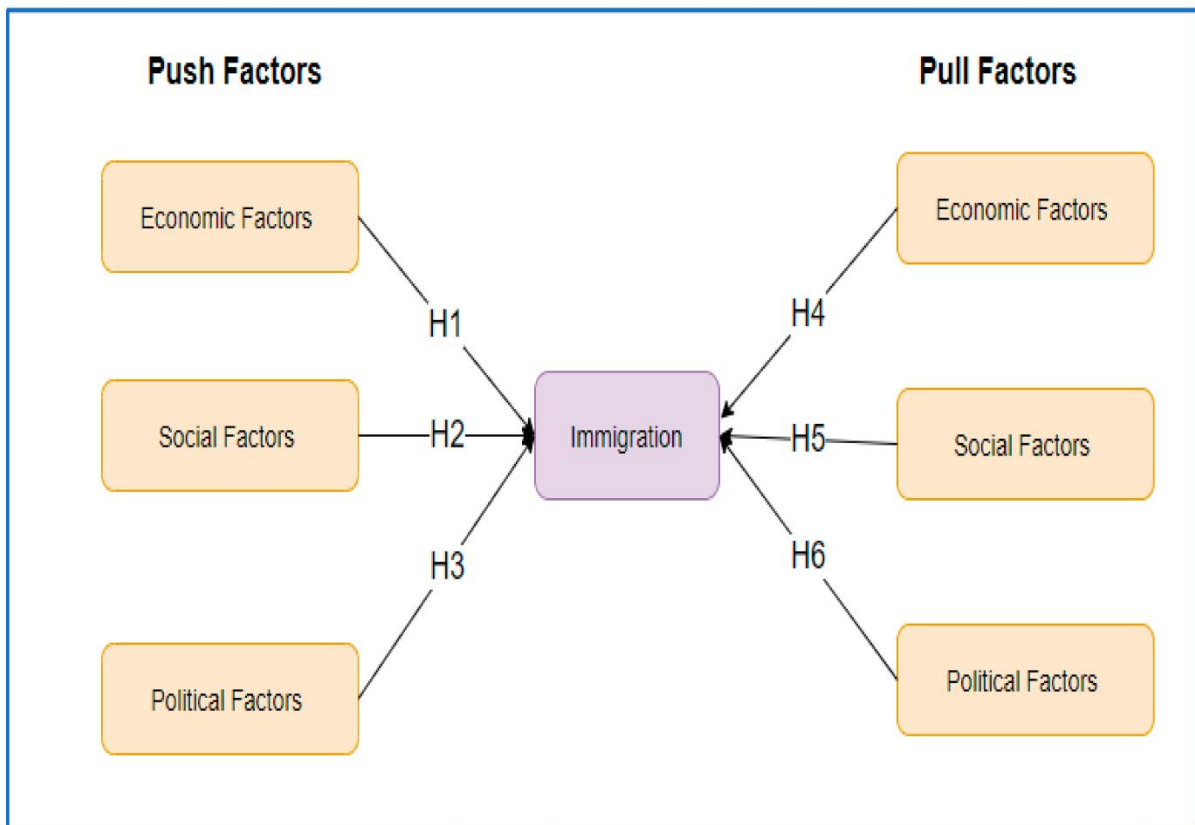 Push Factors
Pull Factors
Economic Factors
Economic Factors
H1
H4
Social Factors
H2
Immigration
H5
Social Factors
H3
H6
Political Factors
Political Factors